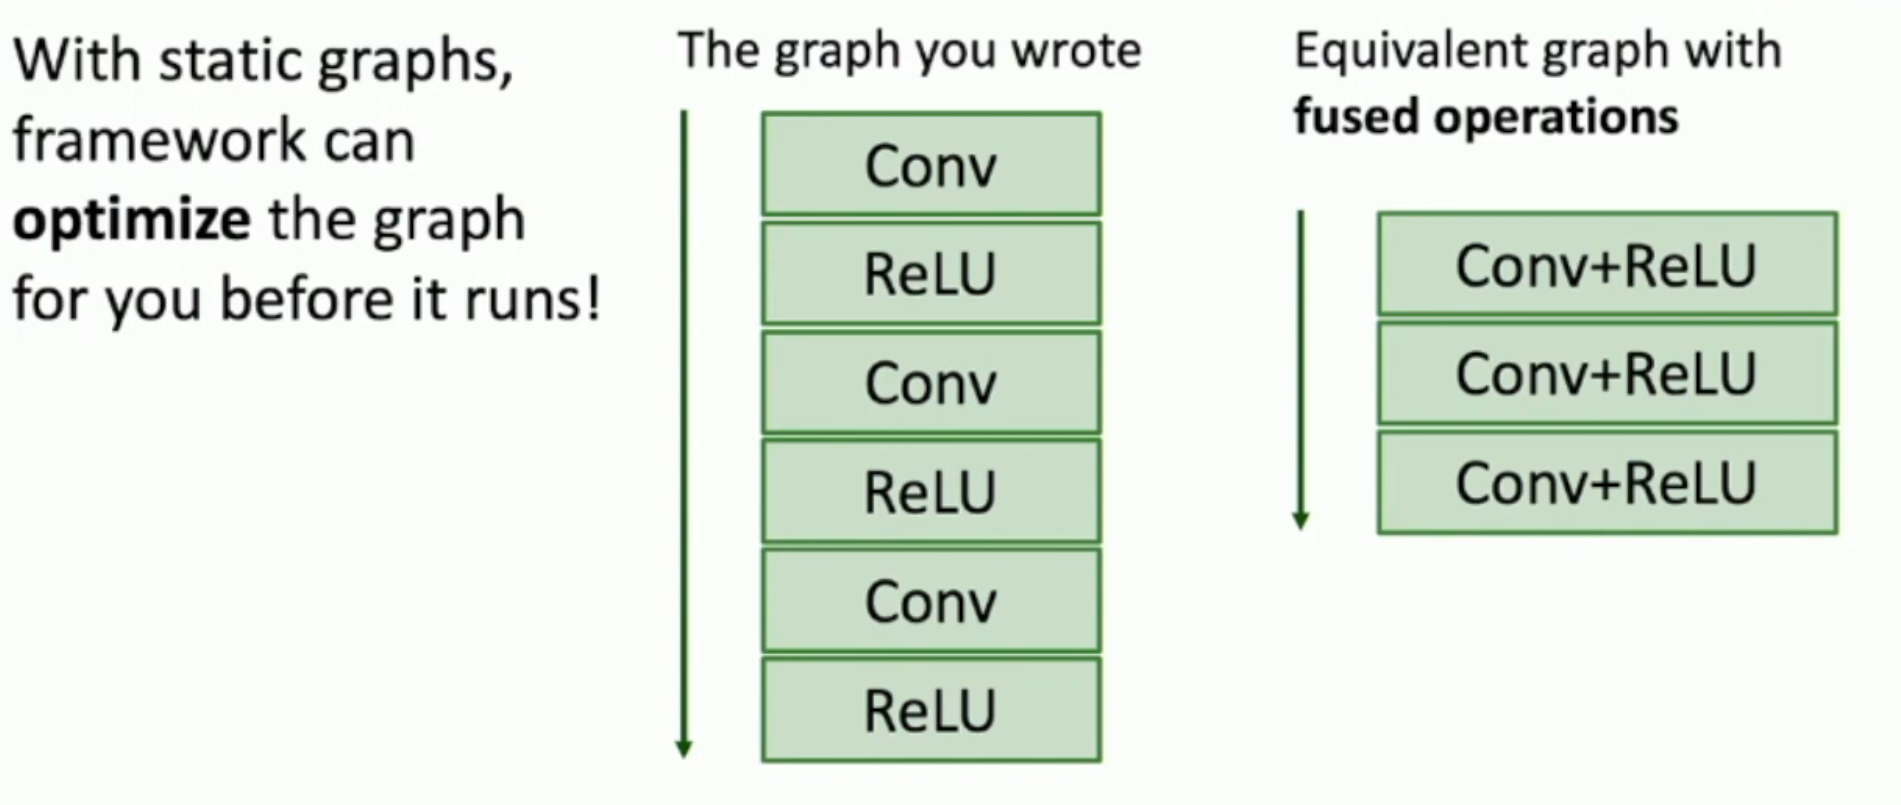 With static graphs,
framework can
optimize the graph
for you before it runs!
The graph you wrote
Conv
ReLU
Conv
ReLU
Conv
ReLU
Equivalent graph with
fused operations
Conv+ReLU
Conv+ReLU
Conv+ReLU